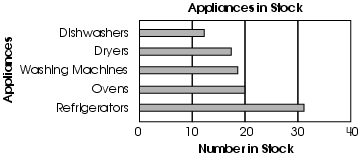 Appliances in Stock
Appliances
Dishwashers
Dryers
Washing Machines
Ovens
Refrigerators
0 10 20 30 40
Number in Stock